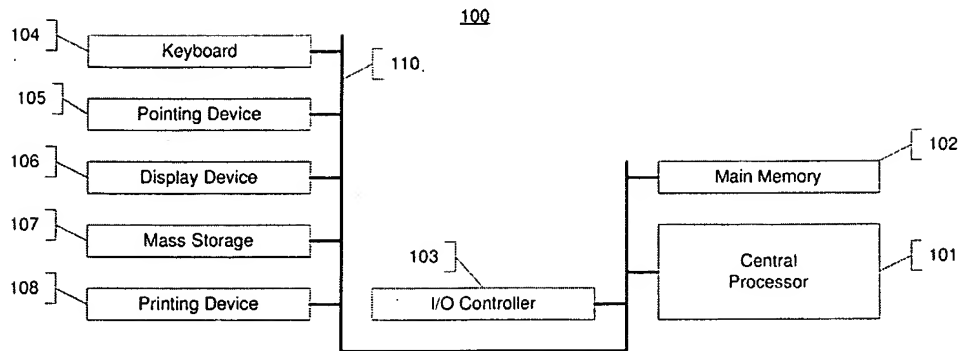 100
104
Keyboard
110
105
Pointing Device
106
Display Device
102
Main Memory
107
Mass Storage
103
101
Central
Processor
108
Printing Device
I/O Controller